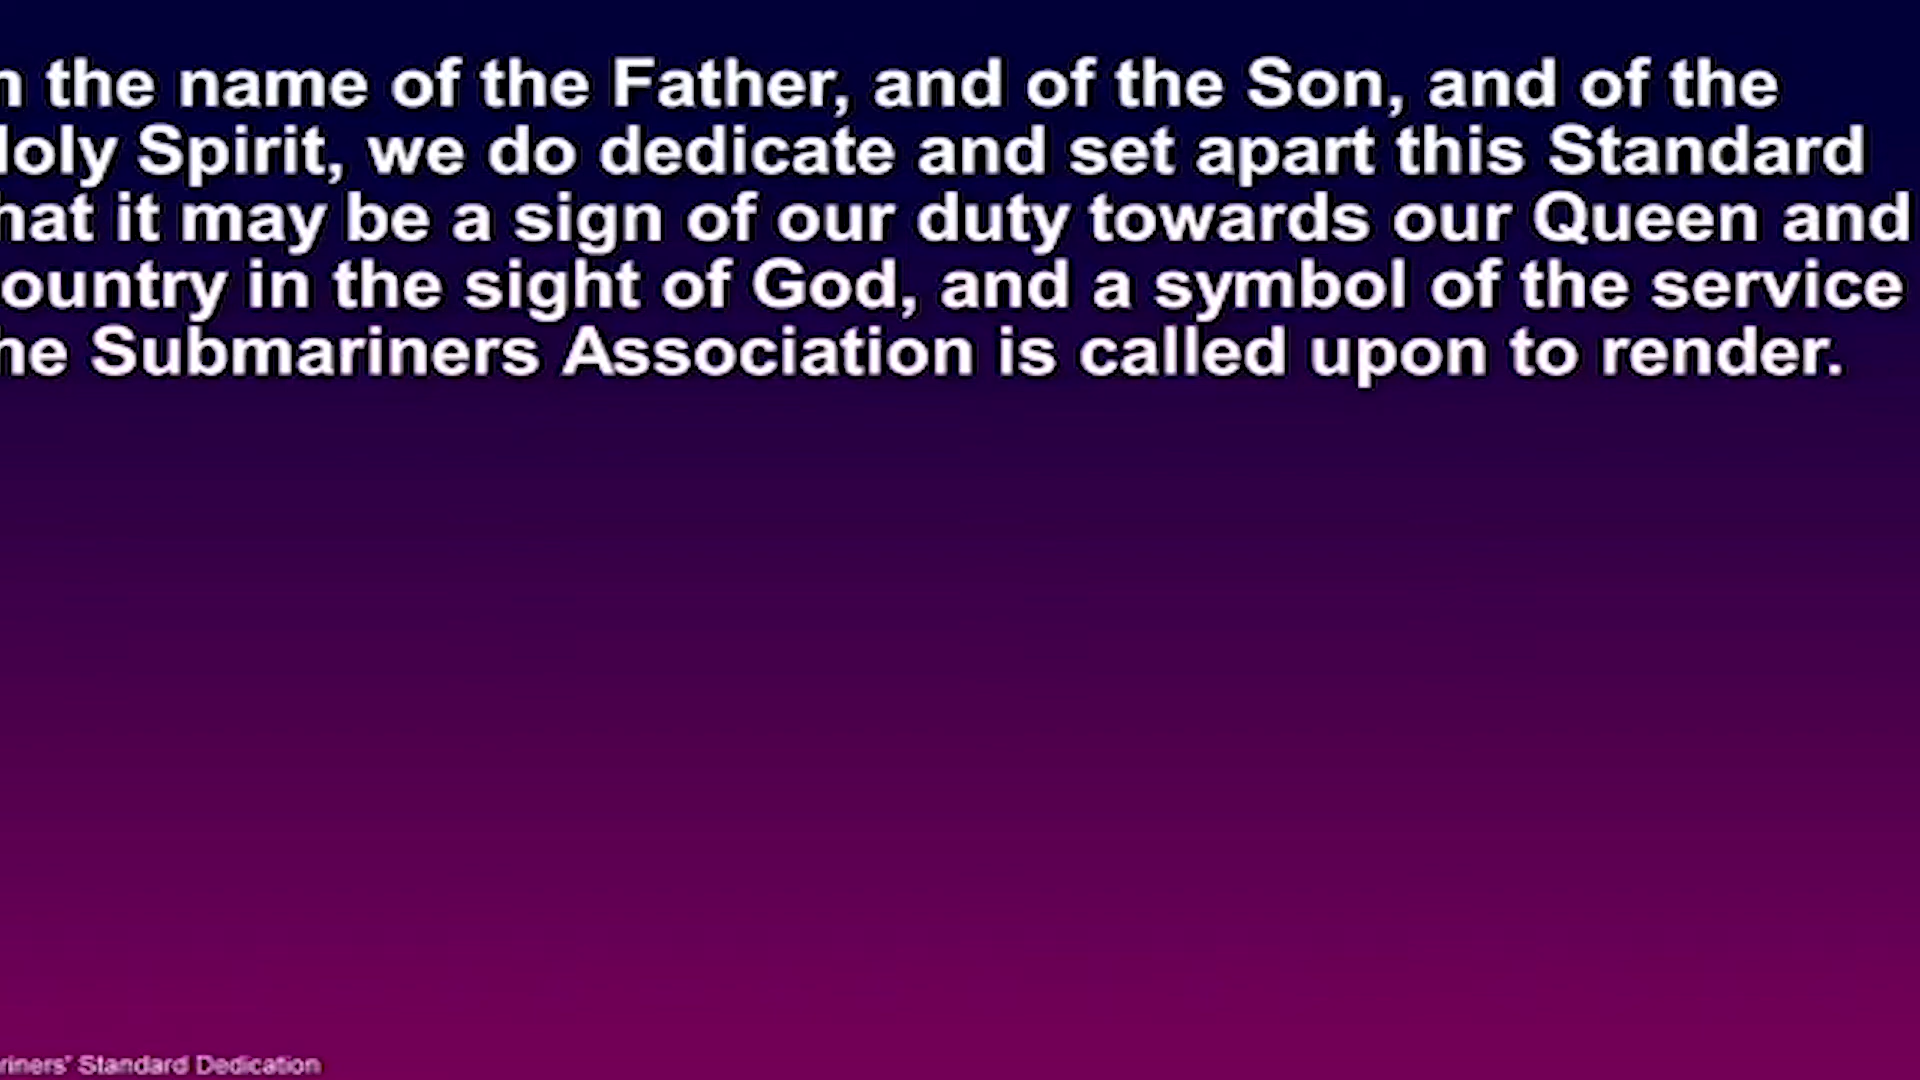 n the name of the Father, and of the Son, and of the
oly Spirit, we do dedicate and set apart this Standard
hat it may be a sign of our duty towards our Queen and
ountry in the sight of God, and a symbol of the service
he Submariners Association is called upon to render.
riners' Standard Dedication